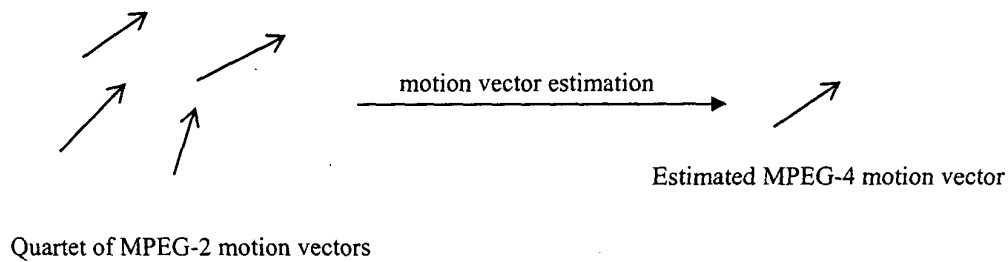 motion vector estimation
Estimated MPEG-4 motion vector
Quartet of MPEG-2 motion vectors